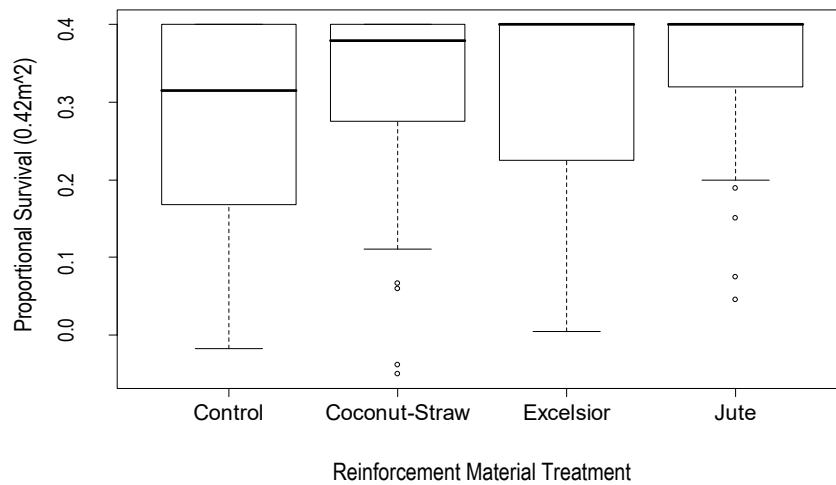 Proportional Survival (0.42m^2)
0.4
0.3
0.2
0.1
0.0
Control Coconut-Straw Excelsior Jute
Reinforcement Material Treatment